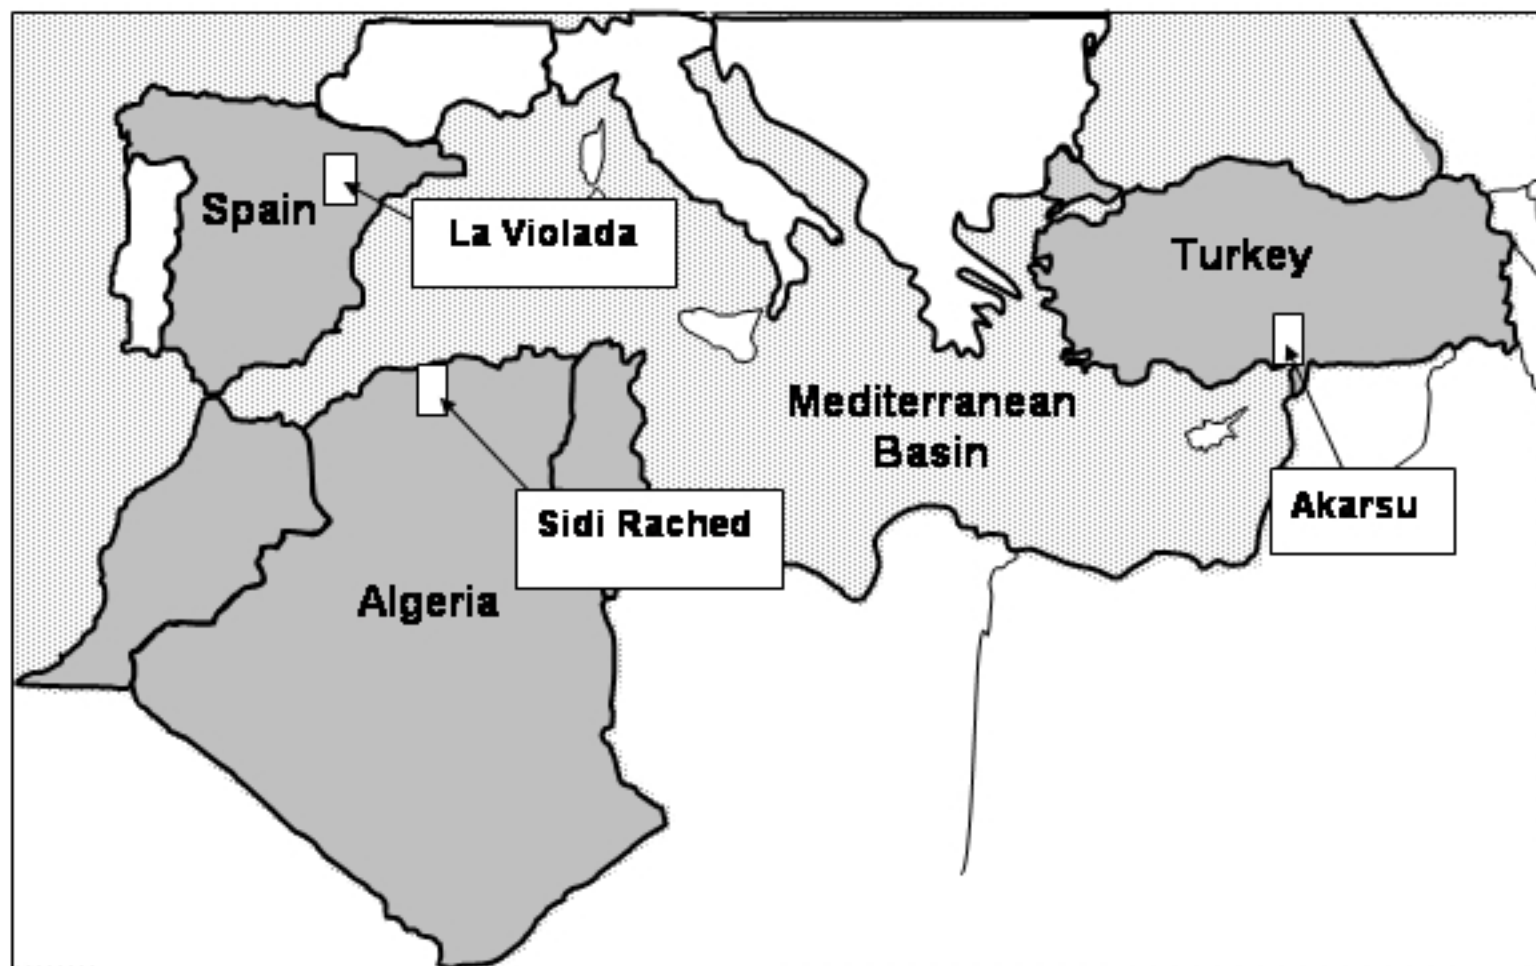 Spain
La Violada
Turkey
Mediterranean
Basin
Akarsu
Sidi Rached
Algeria